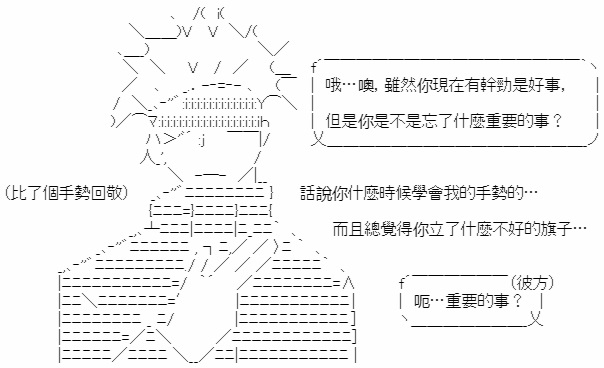 哦…噢,雖然你現在有幹勁是好事,
但是你是不是忘了什麼重要的事?
(比了個手勢回敬)
話說你什麼時候學會我的手勢的…
而且總覺得你立了什麼不好的旗子…
(彼方)
呃…重要的事?